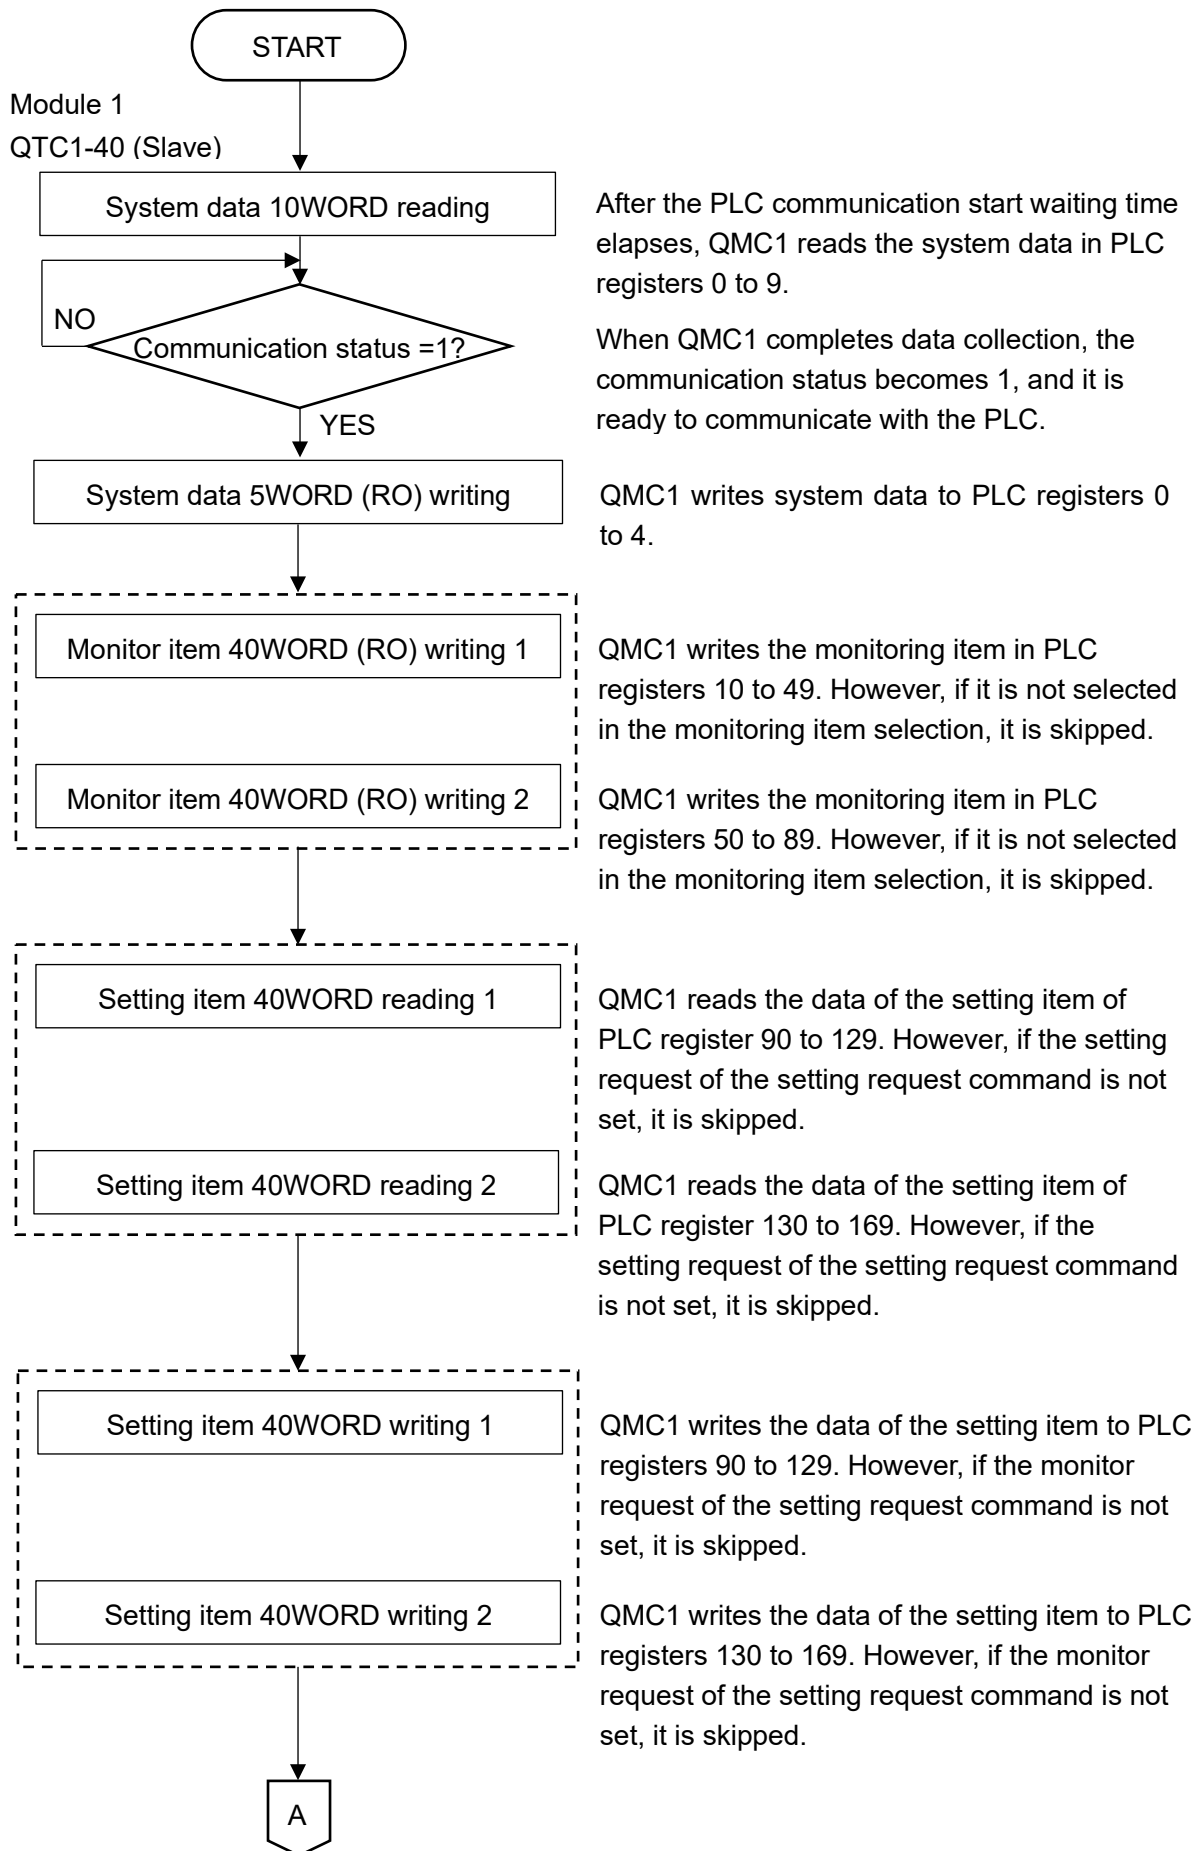 START
Module 1
QTC1-40 (Slave)
System data 10WORD reading
After the PLC communication start waiting time
elapses, QMC1 reads the system data in PLC
registers 0 to 9.
NO
Communication status =1?
When QMC1 completes data collection, the
communication status becomes 1, and it is
ready to communicate with the PLC.
YES
System data 5WORD (RO) writing
QMC1 writes system data to PLC registers 0
to 4.
Monitor item 40WORD (RO) writing 1
QMC1 writes the monitoring item in PLC
registers 10 to 49. However, if it is not selected
in the monitoring item selection, it is skipped.
Monitor item 40WORD (RO) writing 2
QMC1 writes the monitoring item in PLC
registers 50 to 89. However, if it is not selected
in the monitoring item selection, it is skipped.
Setting item 40WORD reading 1
QMC1 reads the data of the setting item of
PLC register 90 to 129. However, if the setting
request of the setting request command is not
set, it is skipped.
Setting item 40WORD reading 2
QMC1 reads the data of the setting item of
PLC register 130 to 169. However, if the
setting request of the setting request command
is not set, it is skipped.
Setting item 40WORD writing 1
QMC1 writes the data of the setting item to PLC
registers 90 to 129. However, if the monitor
request of the setting request command is not
set, it is skipped.
Setting item 40WORD writing 2
QMC1 writes the data of the setting item to PLC
registers 130 to 169. However, if the monitor
request of the setting request command is not
set, it is skipped.
A